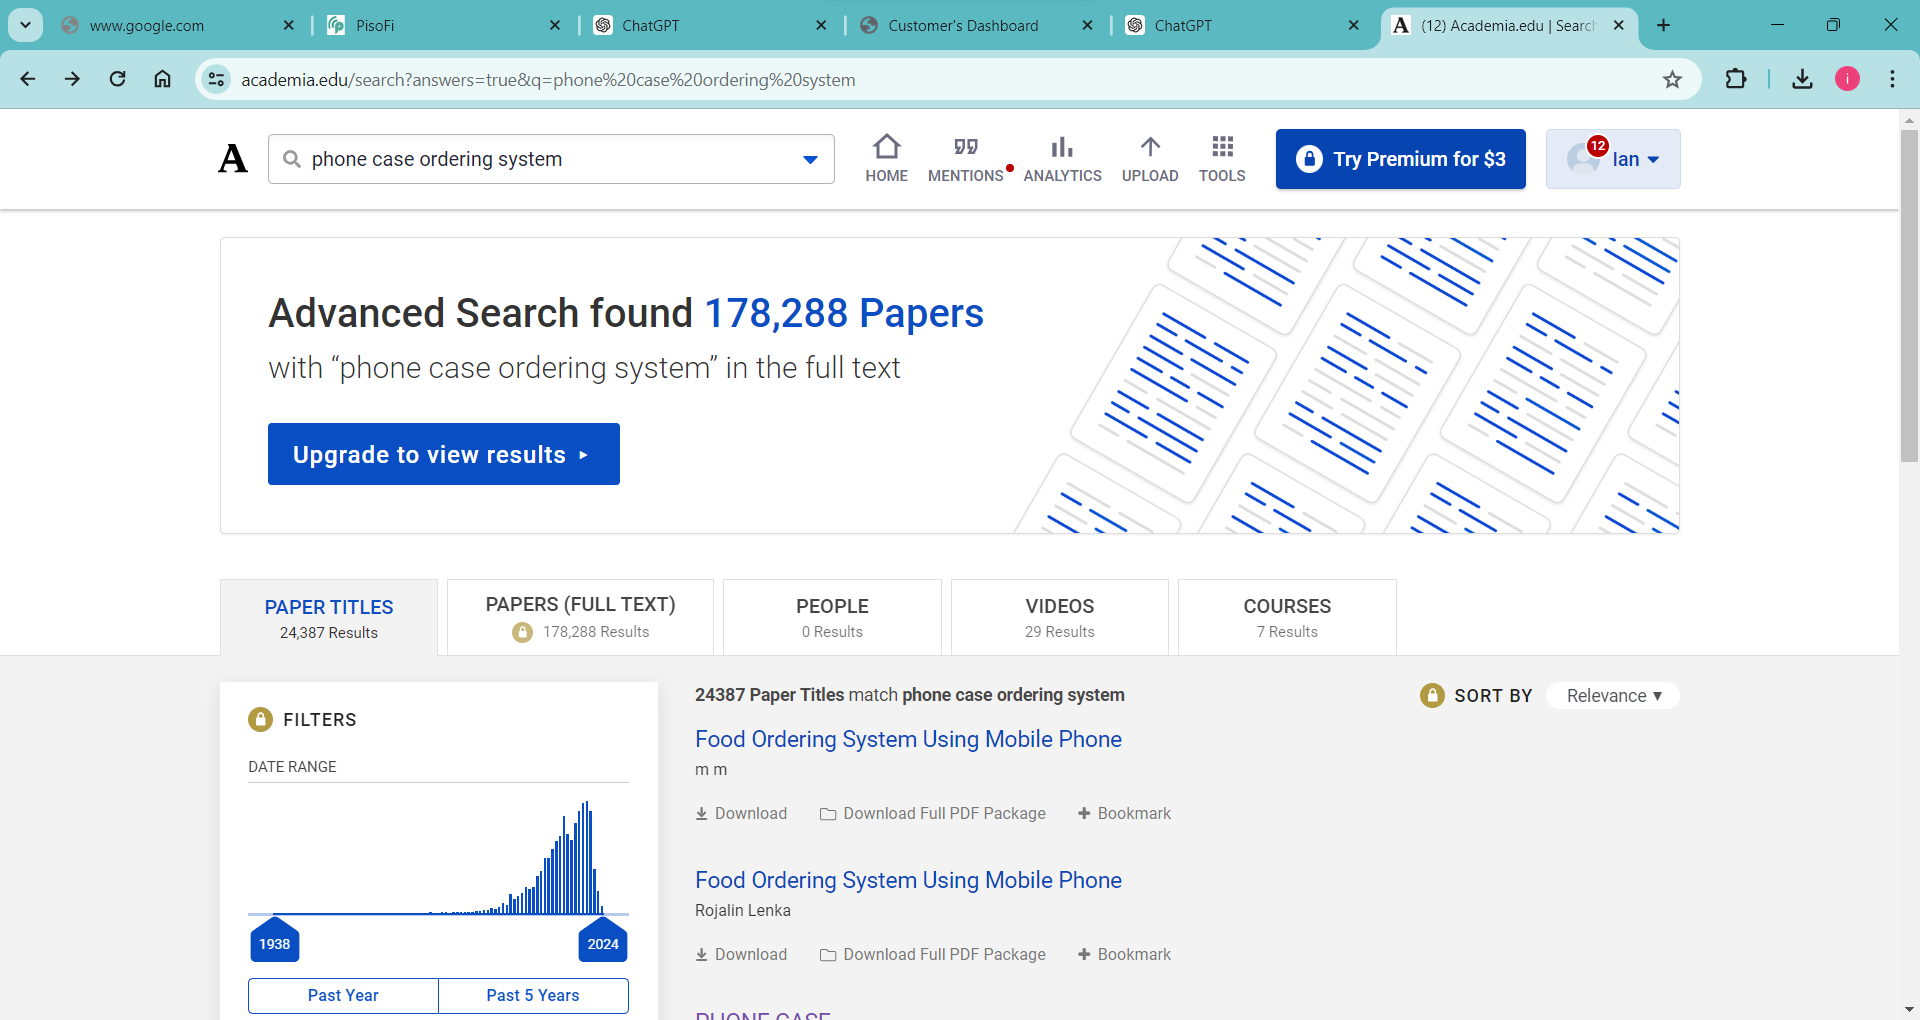 www.google.com
PisoFi
ChatGPT
Customer's Dashboard
ChatGPT
(12) Academia.edu | Search
academia.edu/search?answers=true&q=phone%20case%20ordering%20system
i
A
phone case ordering system
HOME
MENTIONS
ANALYTICS
UPLOAD
TOOLS
Try Premium for $3
12
Ian
Advanced Search found 178,288 Papers
with “phone case ordering system” in the full text
Upgrade to view results
PAPER TITLES
24,387 Results
PAPERS (FULL TEXT)
178,288 Results
PEOPLE
0 Results
VIDEOS
29 Results
COURSES
7 Results
FILTERS
DATE RANGE
1938
2024
Past Year
Past 5 Years
24387 Paper Titles match phone case ordering system
SORT BY
Relevance
Food Ordering System Using Mobile Phone
m m
Download
Download Full PDF Package
Bookmark
Food Ordering System Using Mobile Phone
Rojalin Lenka
Download
Download Full PDF Package
Bookmark
PHONE CASE